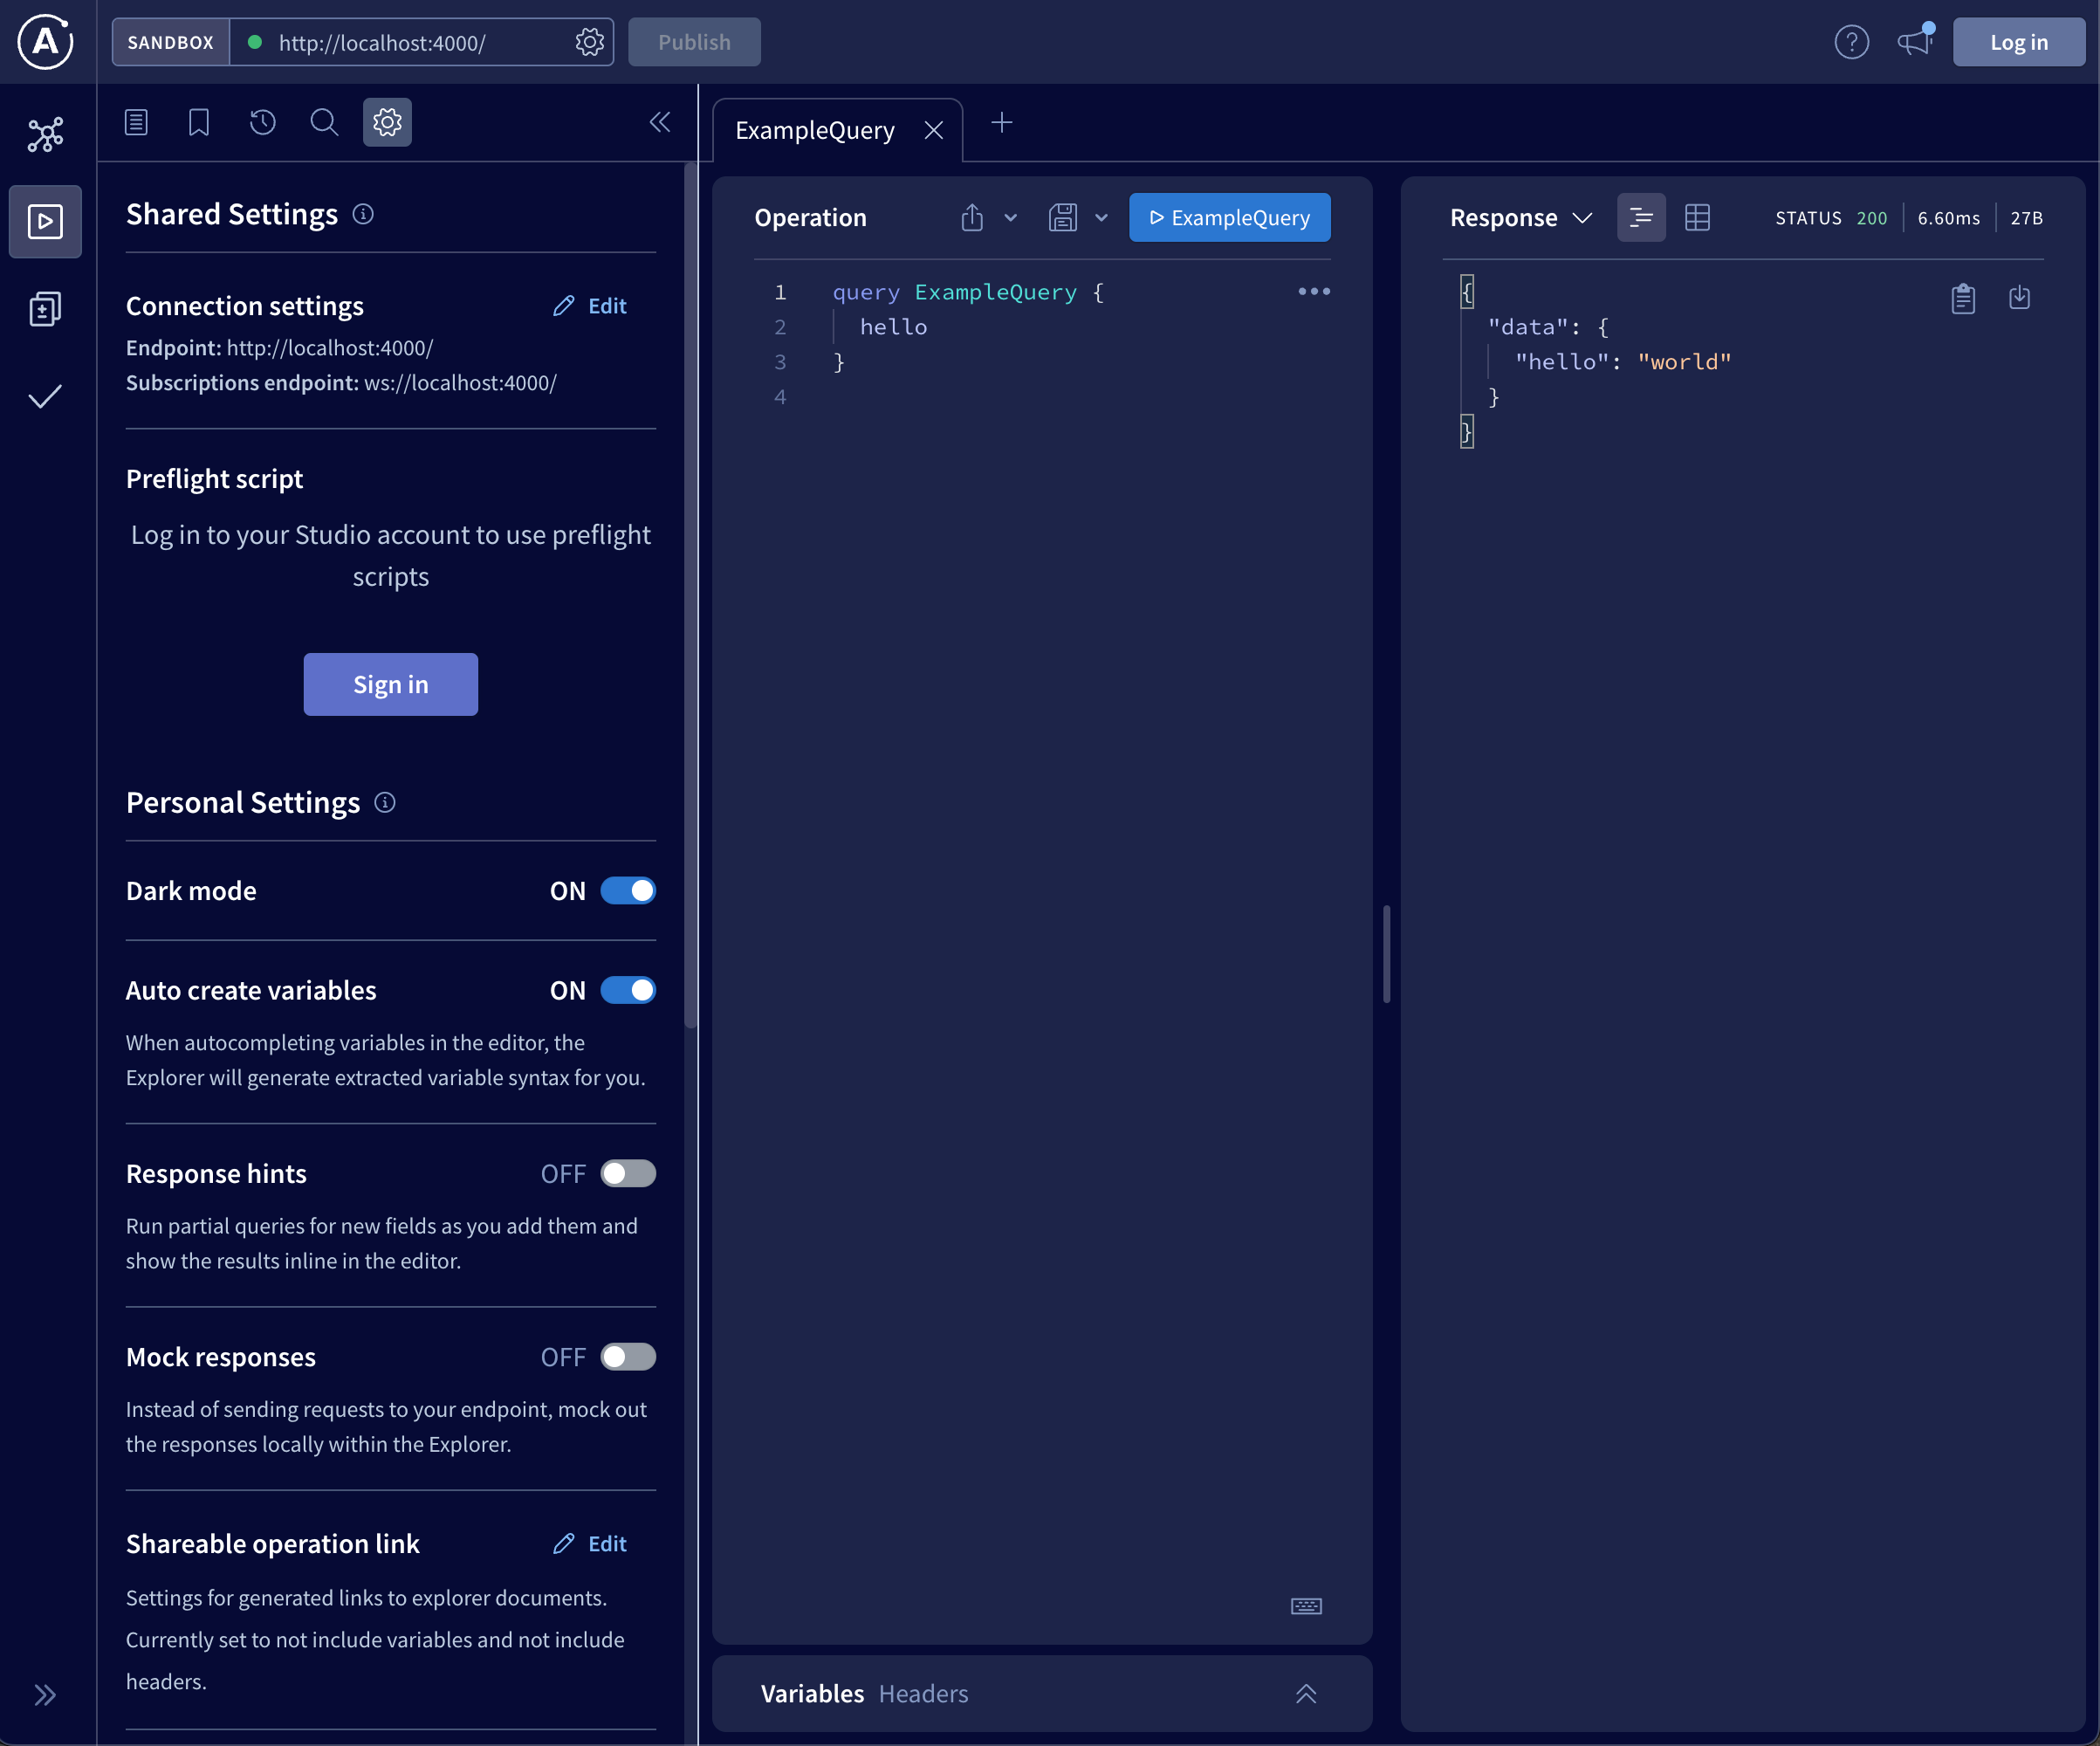 SANDBOX
http://localhost:4000/
Publish
Log in
Shared Settings
Connection settings
Edit
Endpoint: http://localhost:4000/
Subscriptions endpoint: ws://localhost:4000/
Preflight script
Log in to your Studio account to use preflight
scripts
Sign in
Personal Settings
Dark mode
ON
Auto create variables
ON
When autocompleting variables in the editor, the
Explorer will generate extracted variable syntax for you.
Response hints
OFF
Run partial queries for new fields as you add them and
show the results inline in the editor.
Mock responses
OFF
Instead of sending requests to your endpoint, mock out
the responses locally within the Explorer.
Shareable operation link
Edit
Settings for generated links to explorer documents.
Currently set to not include variables and not include
headers.
ExampleQuery
Operation
ExampleQuery
1 query ExampleQuery {
2 hello
3 }
4
Variables Headers
Response
STATUS 200 6.60ms 27B
{
"data": {
"hello": "world"
}
}